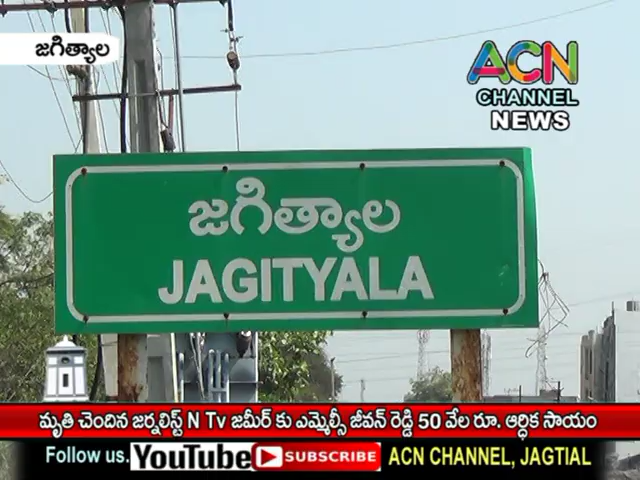 జగిత్యాల
ACN
CHANNEL
NEWS
జగిత్యాల
JAGITYALA
మృతి చెందిన జర్నలిస్ట్ N Tv జమీర్ కు ఎమ్మెల్సీ జీవన్ రెడ్డి 50 వేల రూ. ఆర్ధిక సాయం
Follow us. YouTube SUBSCRIBE ACN CHANNEL, JAGTIAL